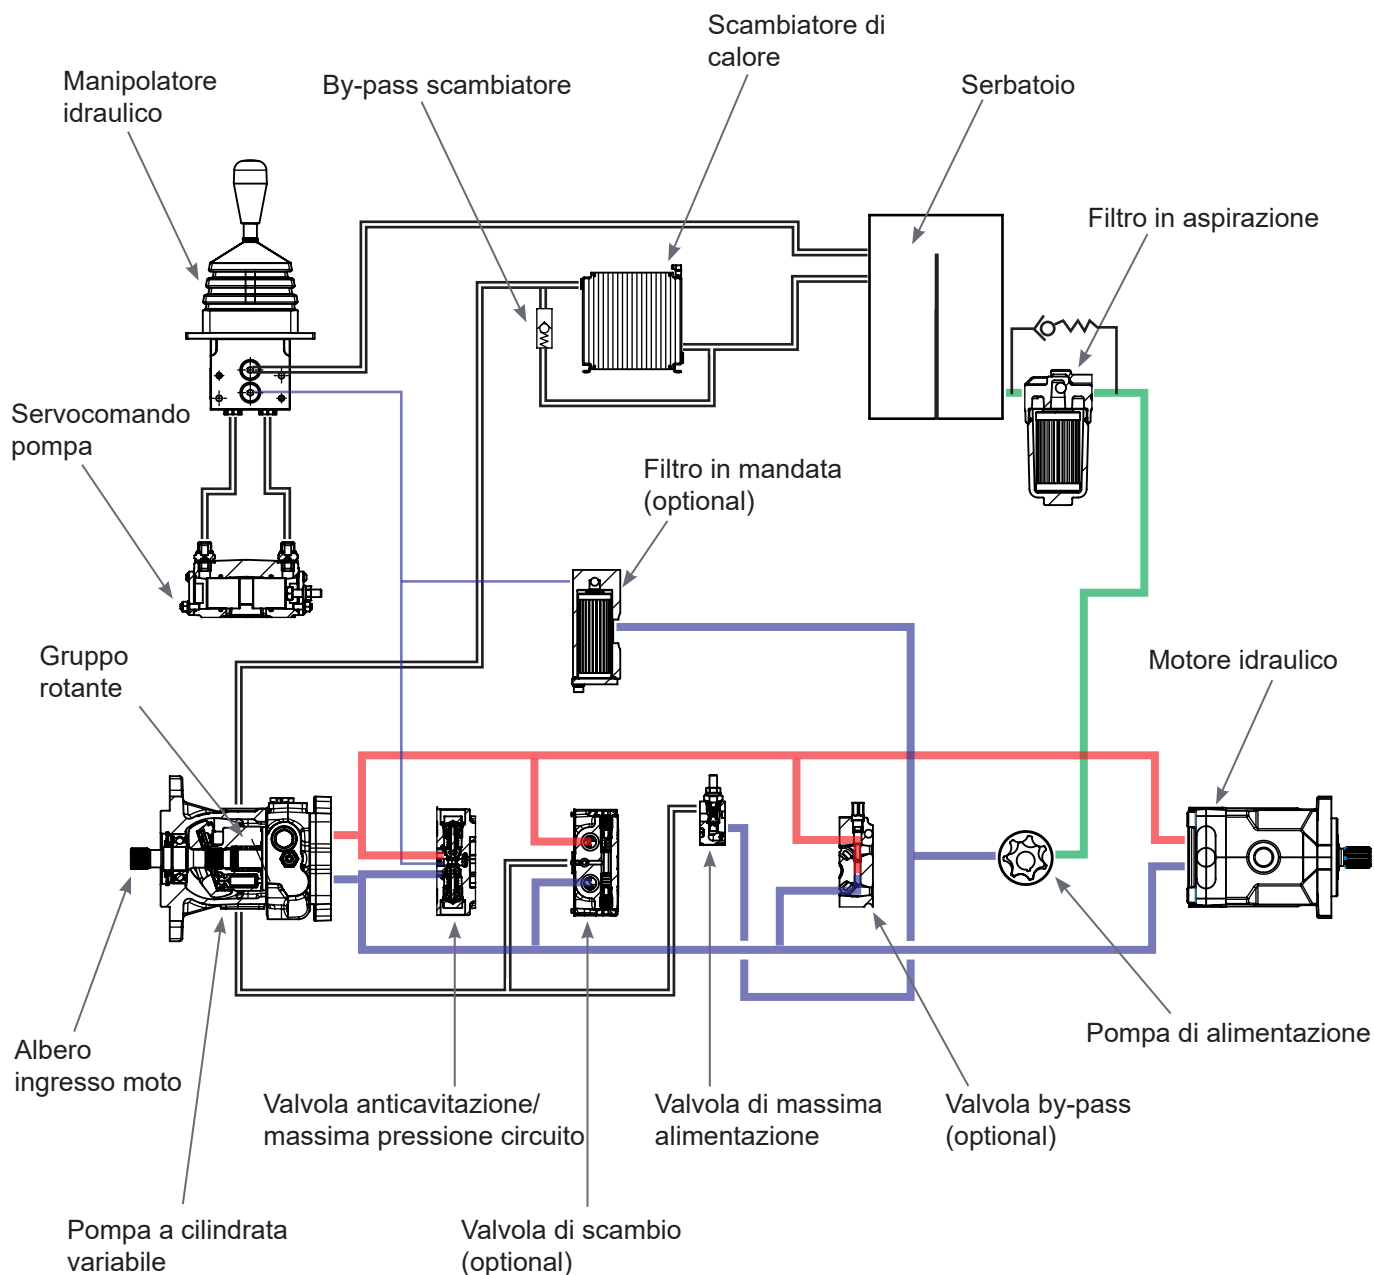 Scambiatore di
calore
Manipolatore
idraulico
By-pass scambiatore
Serbatoio
Filtro in aspirazione
Servocomando
pompa
Filtro in mandata
(optional)
Gruppo
rotante
Motore idraulico
Albero
ingresso moto
Pompa di alimentazione
Valvola anticavitazione/
massima pressione circuito
Valvola di massima
alimentazione
Valvola by-pass
(optional)
Pompa a cilindrata
variabile
Valvola di scambio
(optional)